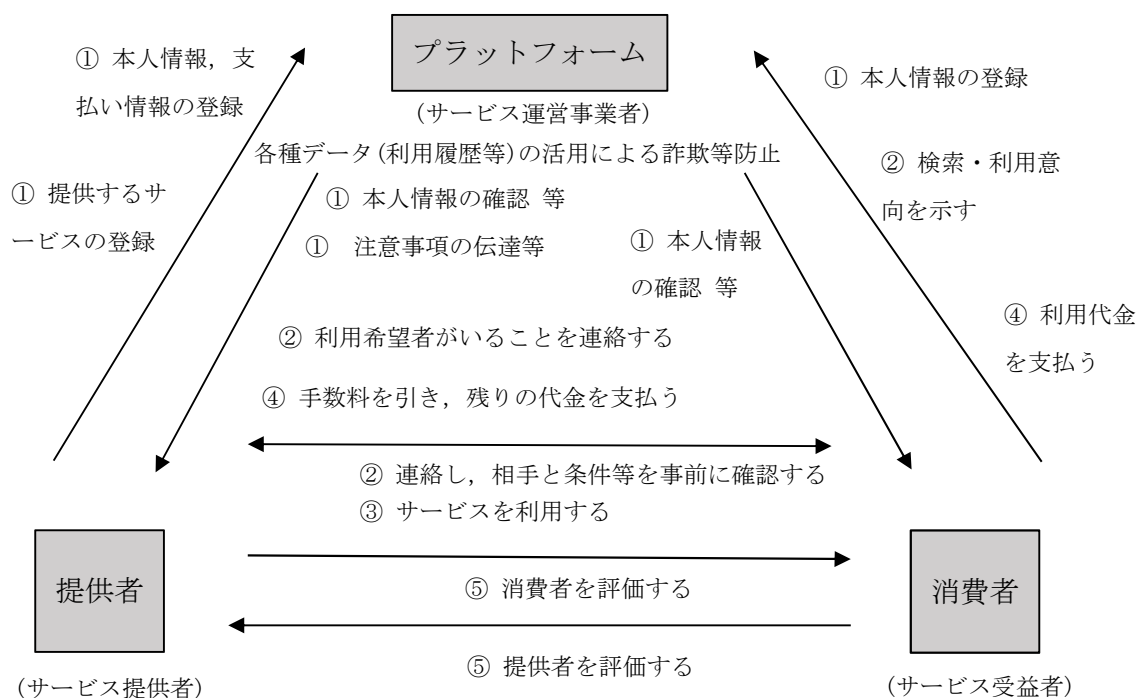 プラットフォーム
(サービス運営事業者)
各種データ(利用履歴等)の活用による詐欺等防止
① 本人情報，支
払い情報の登録
① 提供するサ
ービスの登録
① 本人情報の確認 等
①　注意事項の伝達等
① 本人情報
の確認 等
① 本人情報の登録
② 検索・利用意
向を示す
④ 利用代金
を支払う
② 利用希望者がいることを連絡する
④ 手数料を引き，残りの代金を支払う
② 連絡し，相手と条件等を事前に確認する
③ サービスを利用する
提供者
(サービス提供者)
⑤ 消費者を評価する
⑤ 提供者を評価する
消費者
(サービス受益者)